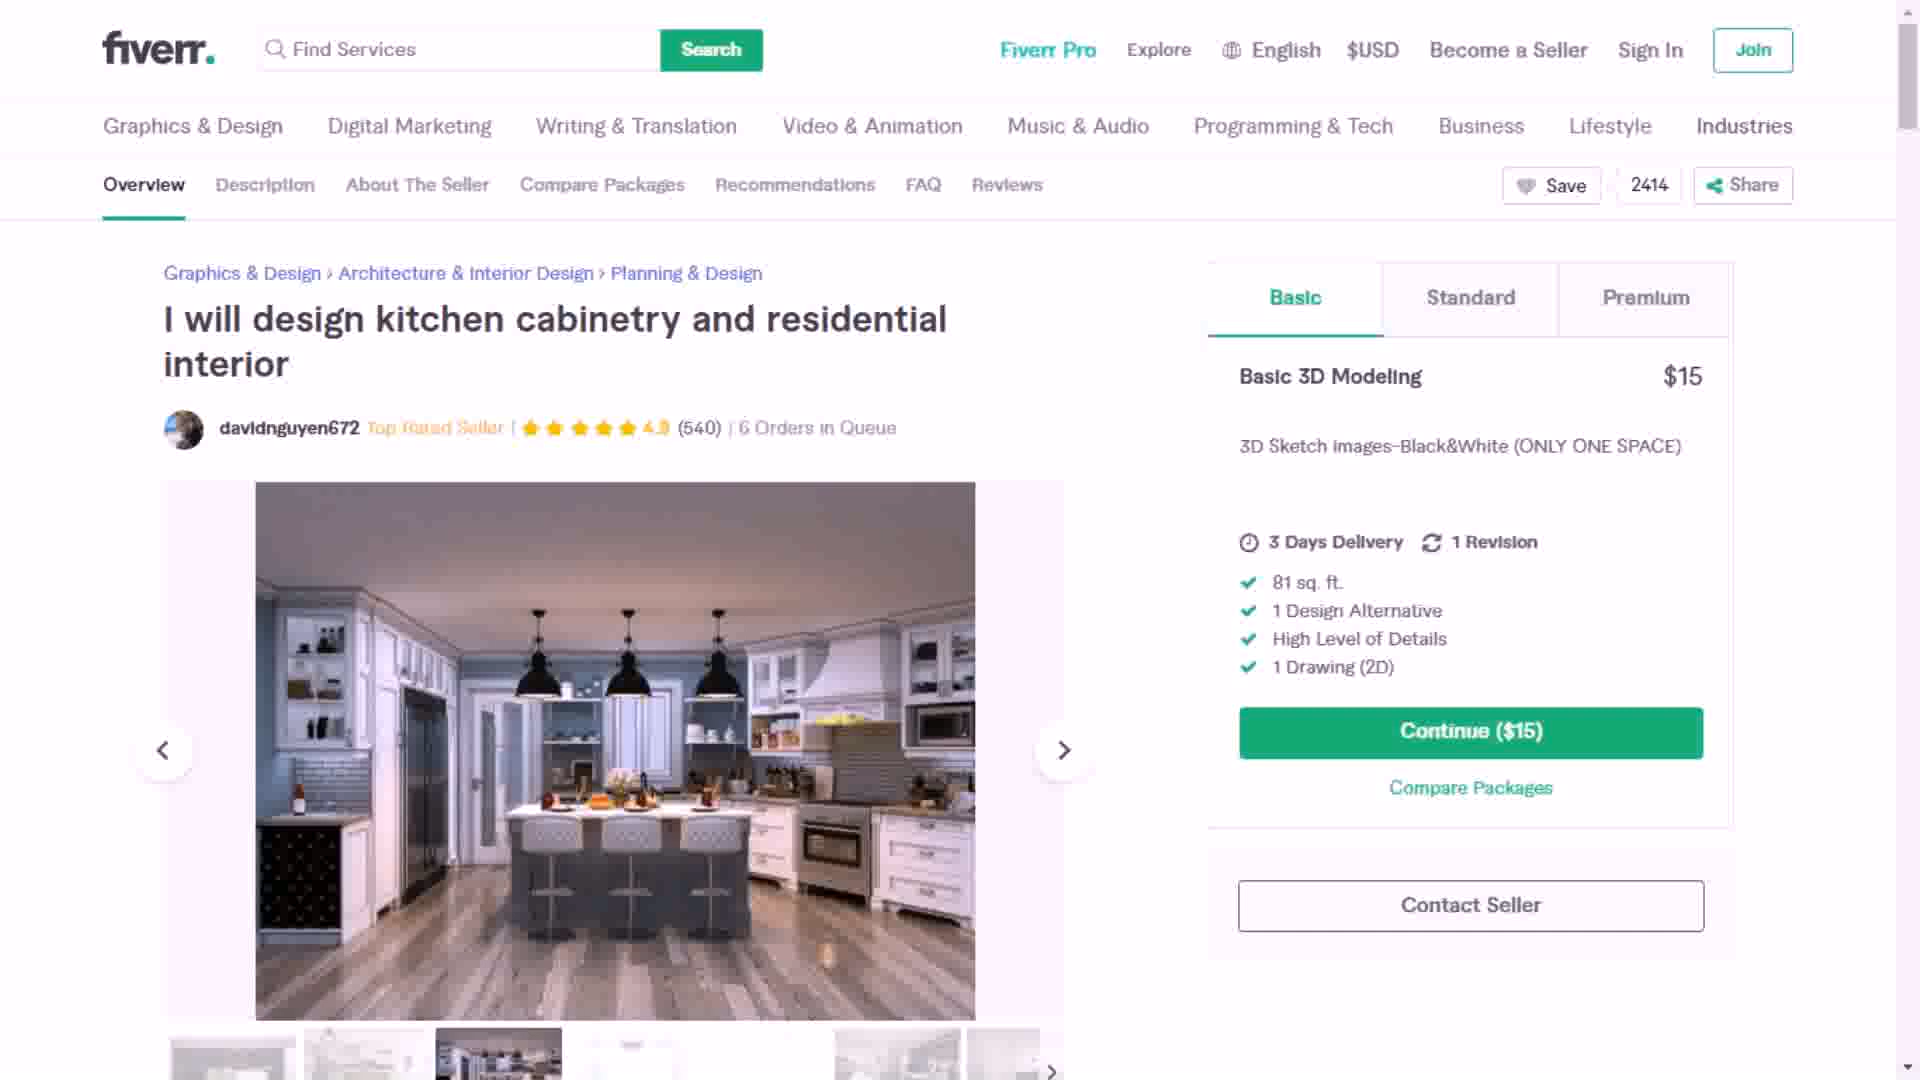 fiverr.
Find Services
Search
Fiverr Pro
Explore
English
$USD
Become a Seller
Sign In
Join
Graphics & Design
Digital Marketing
Writing & Translation
Video & Animation
Music & Audio
Programming & Tech
Business
Lifestyle
Industries
Overview
Description
About The Seller
Compare Packages
Recommendations
FAQ
Reviews
Save
2414
Share
Graphics & Design › Architecture & Interior Design › Planning & Design
I will design kitchen cabinetry and residential
interior
davidnguyen672 Top Rated Seller | 4.9 (540) | 6 Orders in Queue
Basic
Standard
Premium
Basic 3D Modeling
$15
3D Sketch images-Black&White (ONLY ONE SPACE)
3 Days Delivery
1 Revision
81 sq. ft.
1 Design Alternative
High Level of Details
1 Drawing (2D)
Continue ($15)
Compare Packages
Contact Seller